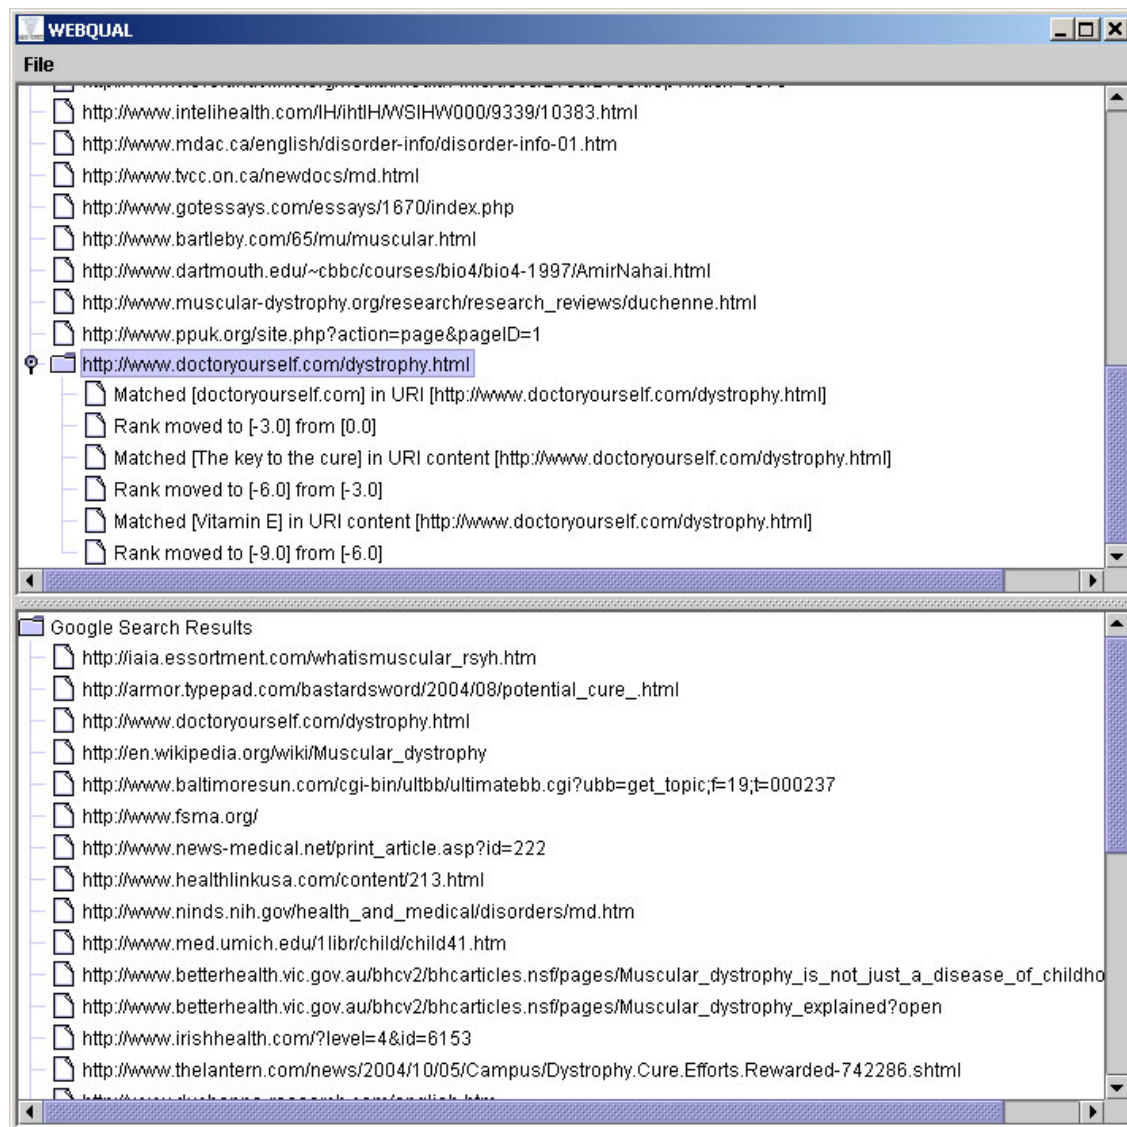 WEBQUAL
File
http://www.intelihealth.com/IH/ihtIH/WSIHW000/9339/10383.html
http://www.mdac.ca/english/disorder-info/disorder-info-01.htm
http://www.tvcc.on.ca/newdocs/md.html
http://www.gotessays.com/essays/1670/index.php
http://www.bartleby.com/65/mu/muscular.html
http://www.dartmouth.edu/~cbbc/courses/bio4/bio4-1997/AmirNahai.html
http://www.muscular-dystrophy.org/research/research_reviews/duchenne.html
http://www.ppuk.org/site.php?action=page&pageID=1
http://www.doctoryourself.com/dystrophy.html
Matched [doctoryourself.com] in URI [http://www.doctoryourself.com/dystrophy.html]
Rank moved to [-3.0] from [0.0]
Matched [The key to the cure] in URI content [http://www.doctoryourself.com/dystrophy.html]
Rank moved to [-6.0] from [-3.0]
Matched [Vitamin E] in URI content [http://www.doctoryourself.com/dystrophy.html]
Rank moved to [-9.0] from [-6.0]
Google Search Results
http://iaia.essortment.com/whatismuscular_rsyh.htm
http://armor.typepad.com/bastardsword/2004/08/potential_cure_.html
http://www.doctoryourself.com/dystrophy.html
http://en.wikipedia.org/wiki/Muscular_dystrophy
http://www.baltimoresun.com/cgi-bin/ultbb/ultimatebb.cgi?ubb=get_topic;f=19;t=000237
http://www.fsma.org/
http://www.news-medical.net/print_article.asp?id=222
http://www.healthlinkusa.com/content/213.html
http://www.ninds.nih.gov/health_and_medical/disorders/md.htm
http://www.med.umich.edu/1libr/child/child41.htm
http://www.betterhealth.vic.gov.au/bhcv2/bhcarticles.nsf/pages/Muscular_dystrophy_is_not_just_a_disease_of_childho
http://www.betterhealth.vic.gov.au/bhcv2/bhcarticles.nsf/pages/Muscular_dystrophy_explained?open
http://www.irishhealth.com/?level=4&id=6153
http://www.thelantern.com/news/2004/10/05/Campus/Dystrophy.Cure.Efforts.Rewarded-742286.shtml